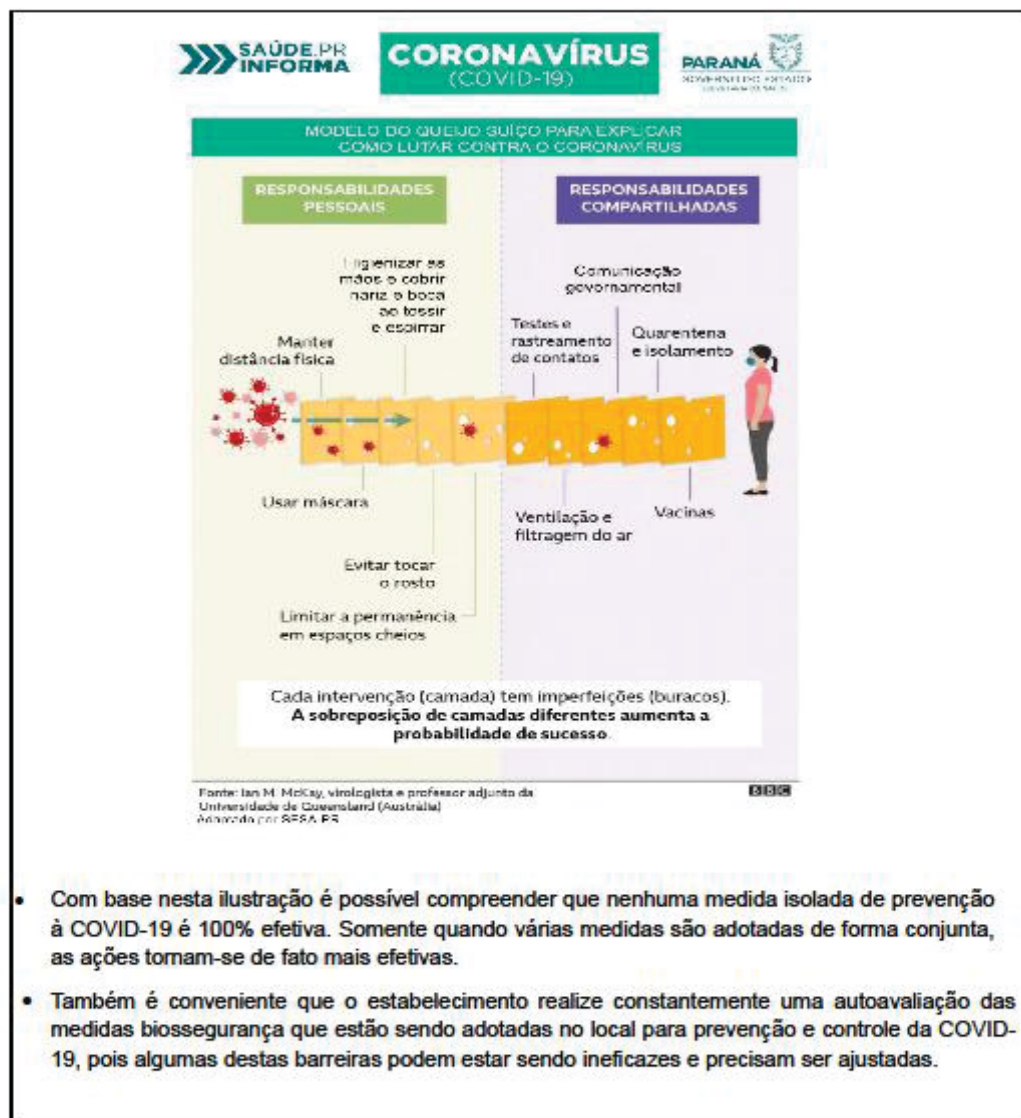 SAÚDE.PR
INFORMA
CORONAVÍRUS
(COVID-19)
PARANÁ
GOVERNO DO ESTADO
MODELO DO QUEIJO SUÍÇO PARA EXPLICAR
COMO LUTAR CONTRA O CORONAVÍRUS
RESPONSABILIDADES
PESSOAIS
Higienizar as
mãos e cobrir
nariz e boca
ao tossir
e espirrar
Manter
distância física
Usar máscara
Evitar tocar
o rosto
Limitar a permanência
em espaços cheios
RESPONSABILIDADES
COMPARTILHADAS
Comunicação
governamental
Testes e
rastreamento
de contatos
Quarentena
e isolamento
Ventilação e
filtragem do ar
Vacinas
Cada intervenção (camada) tem imperfeições (buracos).
A sobreposição de camadas diferentes aumenta a
probabilidade de sucesso.
Fonte: Ian M. McKay, virologista e professor adjunto da
Universidade de Queensland (Austrália)
Adaptado por SESA-PR
BBC
• Com base nesta ilustração é possível compreender que nenhuma medida isolada de prevenção
à COVID-19 é 100% efetiva. Somente quando várias medidas são adotadas de forma conjunta,
as ações tornam-se de fato mais efetivas.
• Também é conveniente que o estabelecimento realize constantemente uma autoavaliação das
medidas biossegurança que estão sendo adotadas no local para prevenção e controle da COVID-
19, pois algumas destas barreiras podem estar sendo ineficazes e precisam ser ajustadas.